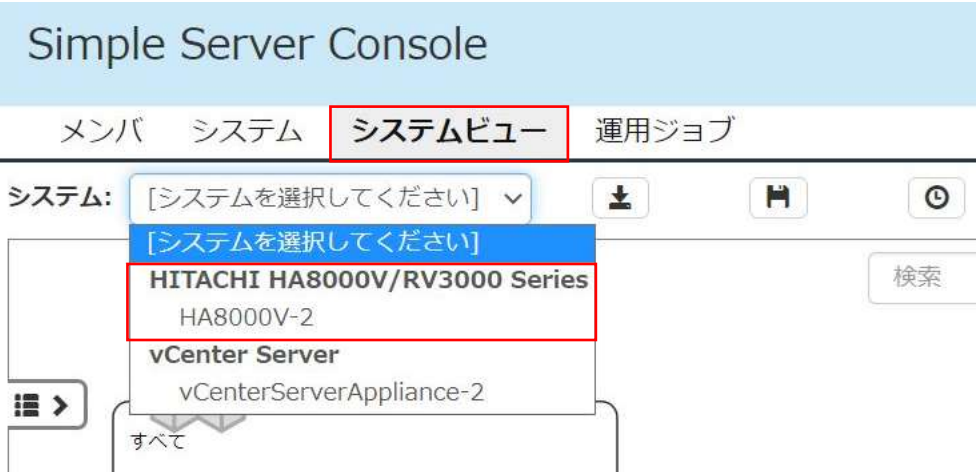 Simple Server Console
メンバ システム システムビュー 運用ジョブ
システム: [システムを選択してください]
[システムを選択してください]
HITACHI HA8000V/RV3000 Series
検索
HA8000V-2
vCenter Server
vCenterServerAppliance-2
すべて